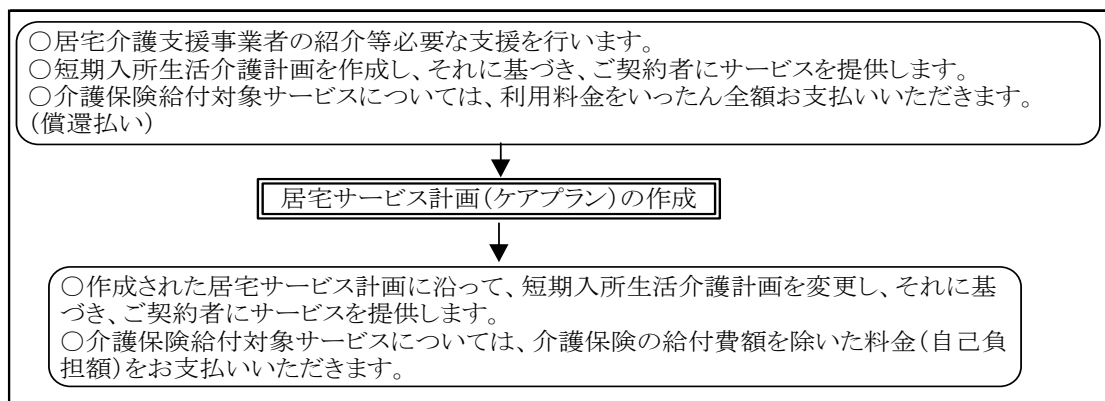 ○居宅介護支援事業者の紹介等必要な支援を行います。
○短期入所生活介護計画を作成し、それに基づき、ご契約者にサービスを提供します。
○介護保険給付対象サービスについては、利用料金をいったん全額お支払いいただきます。
(償還払い)
居宅サービス計画(ケアプラン)の作成
○作成された居宅サービス計画に沿って、短期入所生活介護計画を変更し、それに基
づき、ご契約者にサービスを提供します。
○介護保険給付対象サービスについては、介護保険の給付費額を除いた料金(自己負
担額)をお支払いいただきます。